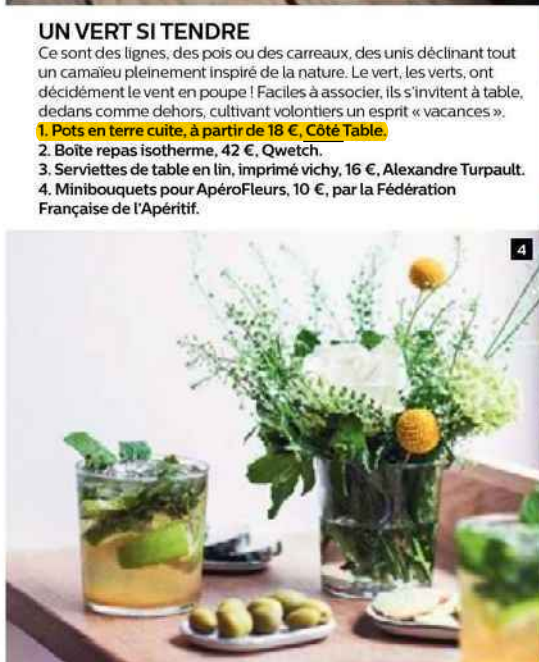 UN VERT SI TENDRE
Ce sont des lignes, des pois ou des carreaux, des unis déclinant tout
un camaïeu pleinement inspiré de la nature. Le vert, les verts, ont
décidément le vent en poupe ! Faciles à associer, ils s'invitent à table,
dedans comme dehors, cultivant volontiers un esprit « vacances ».
1. Pots en terre cuite, à partir de 18 €, Côté Table.
2. Boîte repas isotherme, 42 €, Qwetch.
3. Serviettes de table en lin, imprimé vichy, 16 €, Alexandre Turpault.
4. Minibouquets pour ApéroFleurs, 10 €, par la Fédération
Française de l'Apéritif.
4